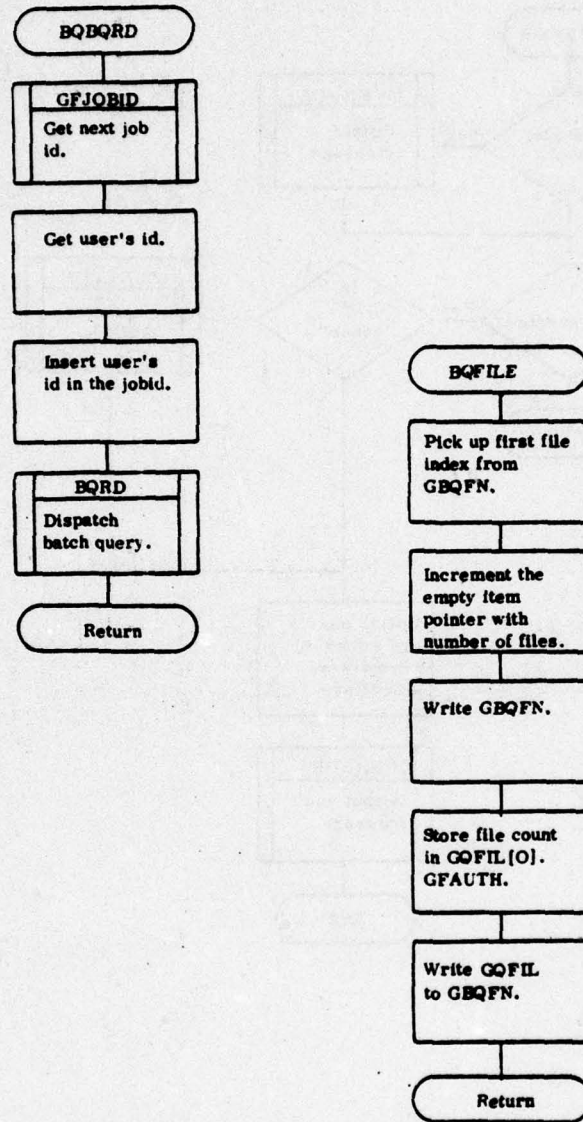 BQBQRD
GFJOBID
Get next job
id.
Get user's id.
Insert user's
id in the jobid.
BQRD
Dispatch
batch query.
Return
BQFILE
Pick up first file
index from
GBQFN.
Increment the
empty item
pointer with
number of files.
Write GBQFN.
Store file count
in GQFIL[O].
GFAUTH.
Write GQFIL
to GBQFN.
Return